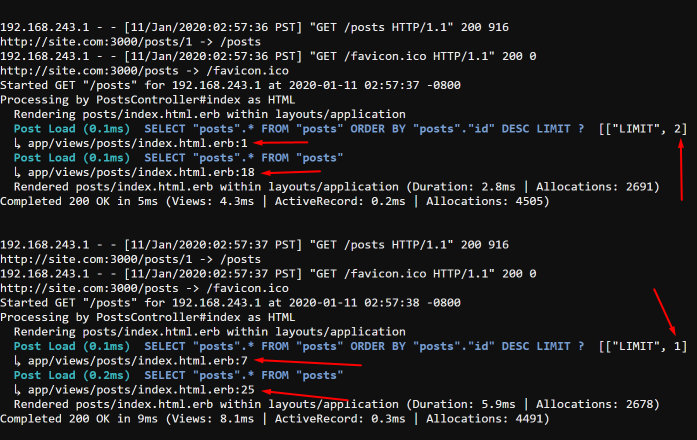 192.168.243.1 - - [11/Jan/2020:02:57:36 PST] "GET /posts HTTP/1.1" 200 916
http://site.com:3000/posts/1 -> /posts
192.168.243.1 - - [11/Jan/2020:02:57:36 PST] "GET /favicon.ico HTTP/1.1" 200 0
http://site.com:3000/posts -> /favicon.ico
Started GET "/posts" for 192.168.243.1 at 2020-01-11 02:57:37 -0800
Processing by PostsController#index as HTML
Rendering posts/index.html.erb within layouts/application
Post Load (0.1ms)  SELECT "posts".* FROM "posts" ORDER BY "posts"."id" DESC LIMIT ?  [["LIMIT", 2]
↳ app/views/posts/index.html.erb:1
Post Load (0.1ms)  SELECT "posts".* FROM "posts"
↳ app/views/posts/index.html.erb:18
Rendered posts/index.html.erb within layouts/application (Duration: 2.8ms | Allocations: 2691)
Completed 200 OK in 5ms (Views: 4.3ms | ActiveRecord: 0.2ms | Allocations: 4505)
192.168.243.1 - - [11/Jan/2020:02:57:37 PST] "GET /posts HTTP/1.1" 200 916
http://site.com:3000/posts/1 -> /posts
192.168.243.1 - - [11/Jan/2020:02:57:37 PST] "GET /favicon.ico HTTP/1.1" 200 0
http://site.com:3000/posts -> /favicon.ico
Started GET "/posts" for 192.168.243.1 at 2020-01-11 02:57:38 -0800
Processing by PostsController#index as HTML
Rendering posts/index.html.erb within layouts/application
Post Load (0.1ms)  SELECT "posts".* FROM "posts" ORDER BY "posts"."id" DESC LIMIT ?  [["LIMIT", 1]
↳ app/views/posts/index.html.erb:7
Post Load (0.2ms)  SELECT "posts".* FROM "posts"
↳ app/views/posts/index.html.erb:25
Rendered posts/index.html.erb within layouts/application (Duration: 5.9ms | Allocations: 2678)
Completed 200 OK in 9ms (Views: 8.1ms | ActiveRecord: 0.3ms | Allocations: 4491)